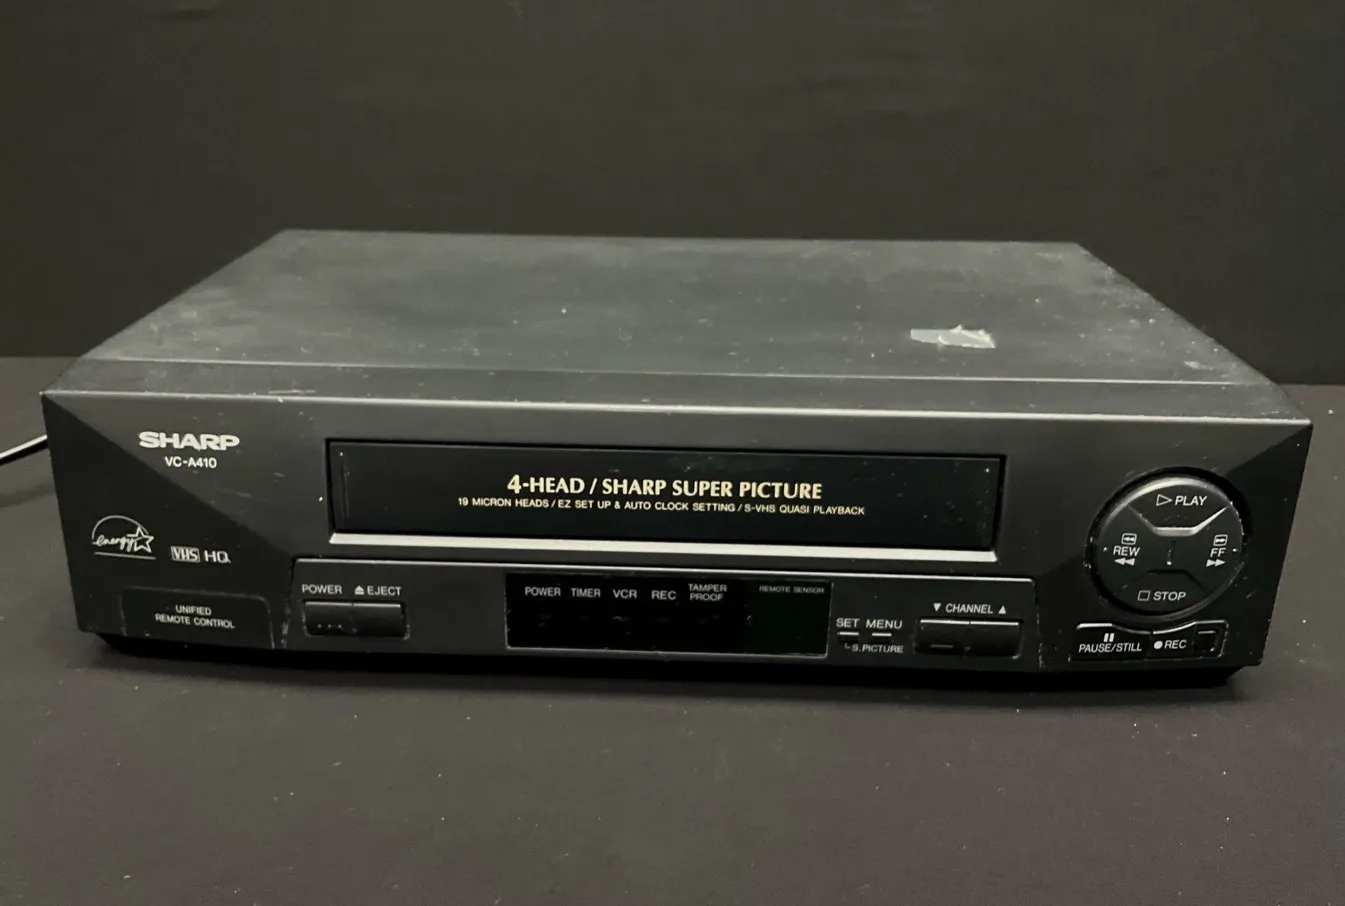 SHARP
VC-A410
4-HEAD / SHARP SUPER PICTURE
19 MICRON HEADS / EZ SET UP & AUTO CLOCK SETTING / S-VHS QUASI PLAYBACK
energy
VHS HQ
UNIFIED
REMOTE CONTROL
POWER ⏏ EJECT
POWER TIMER VCR REC TAMPER PROOF
REMOTE SENSOR
SET MENU
S.PICTURE
▼ CHANNEL ▲
▷ PLAY
REW
◀◀
FF
▶▶
□ STOP
PAUSE/STILL
● REC